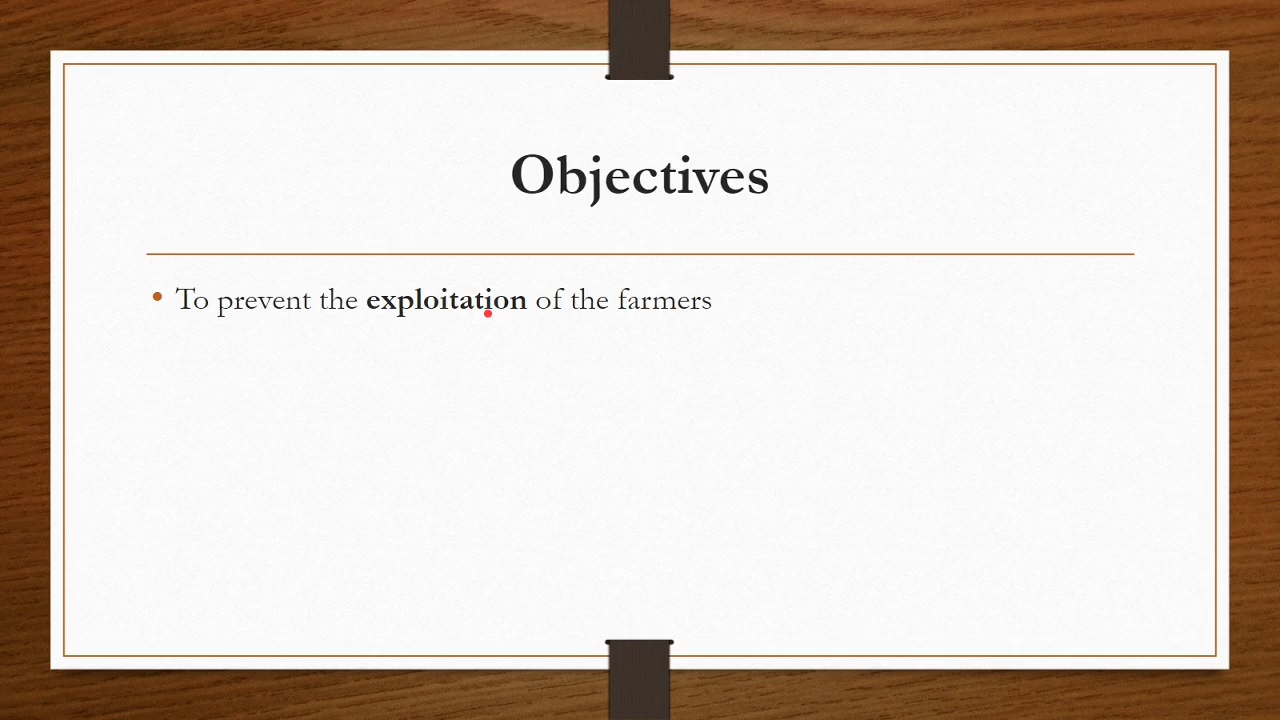 Objectives
• To prevent the exploitation of the farmers